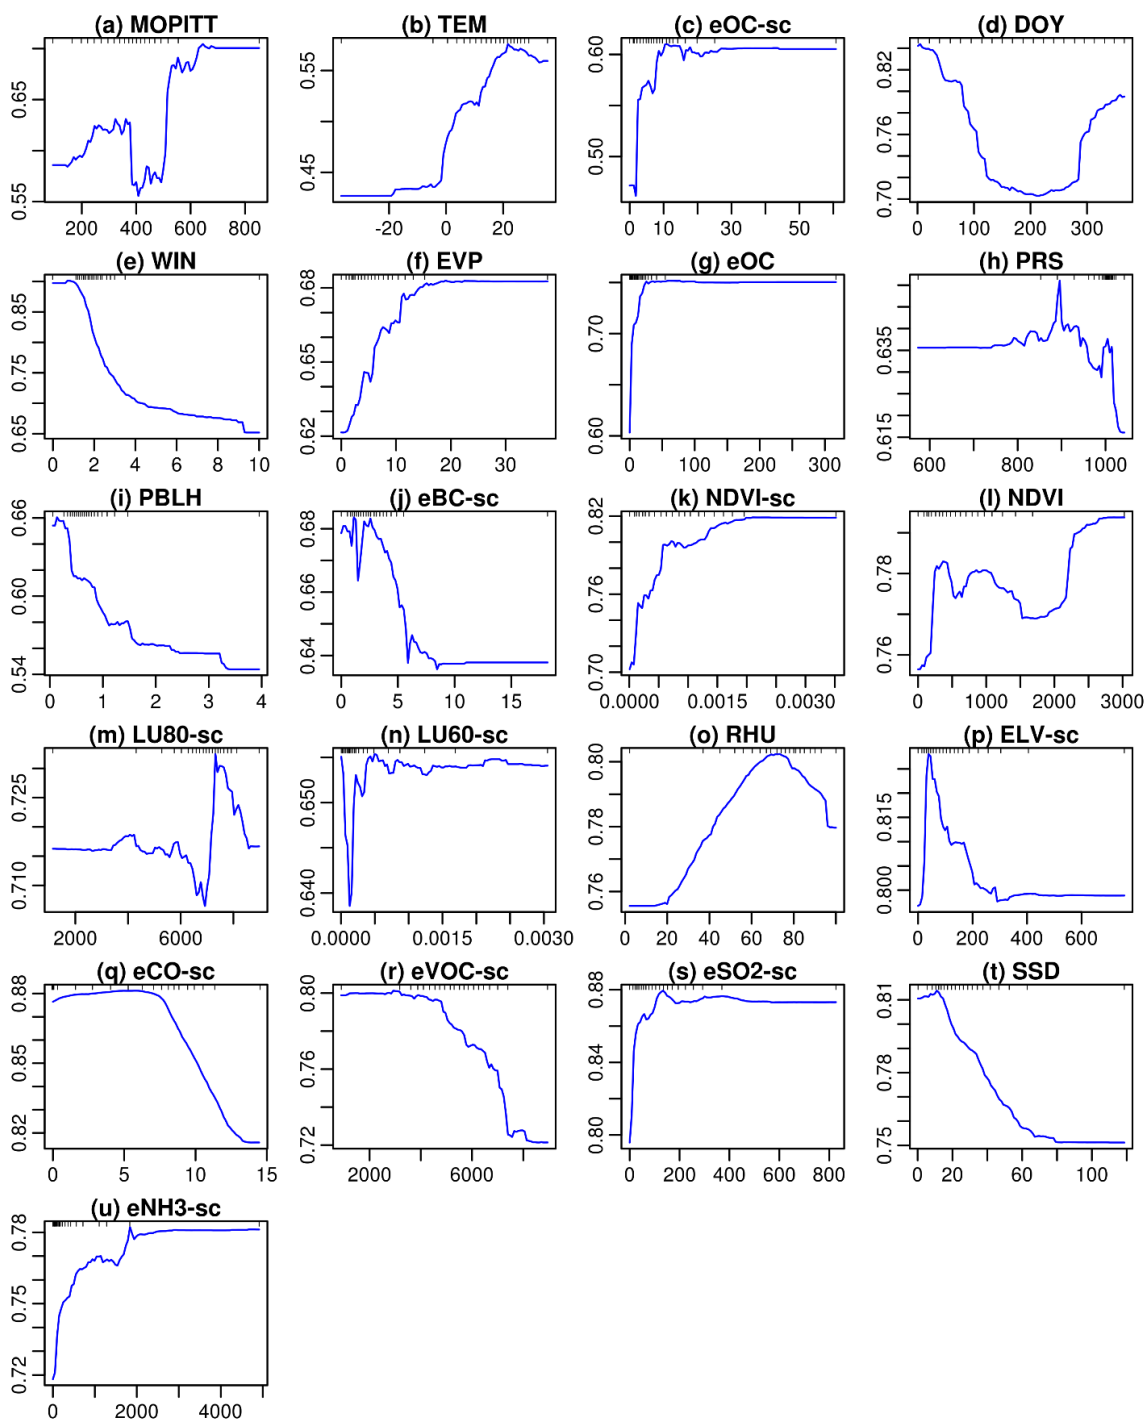 (a) MOPITT
0.55 0.65
200 400 600 800
(b) TEM
0.45 0.55
-20 0 20
(c) eOC-sc
0.50 0.60
0 10 30 50
(d) DOY
0.70 0.76 0.82
0 100 200 300
(e) WIN
0.65 0.75 0.85
0 2 4 6 8 10
(f) EVP
0.62 0.65 0.68
0 10 20 30
(g) eOC
0.60 0.70
0 100 200 300
(h) PRS
0.615 0.635
600 800 1000
(i) PBLH
0.54 0.60 0.66
0 1 2 3 4
(j) eBC-sc
0.64 0.66 0.68
0 5 10 15
(k) NDVI-sc
0.70 0.76 0.82
0.0000 0.0015 0.0030
(l) NDVI
0.76 0.78
0 1000 2000 3000
(m) LU80-sc
0.710 0.725
2000 6000
(n) LU60-sc
0.640 0.650
0.0000 0.0015 0.0030
(o) RHU
0.76 0.78 0.80
0 20 40 60 80
(p) ELV-sc
0.800 0.815
0 200 400 600
(q) eCO-sc
0.82 0.85 0.88
0 5 10 15
(r) eVOC-sc
0.72 0.76 0.80
2000 6000
(s) eSO2-sc
0.80 0.84 0.88
0 200 400 600 800
(t) SSD
0.75 0.78 0.81
0 20 40 60 80
(u) eNH3-sc
0.72 0.75 0.78
0 2000 4000